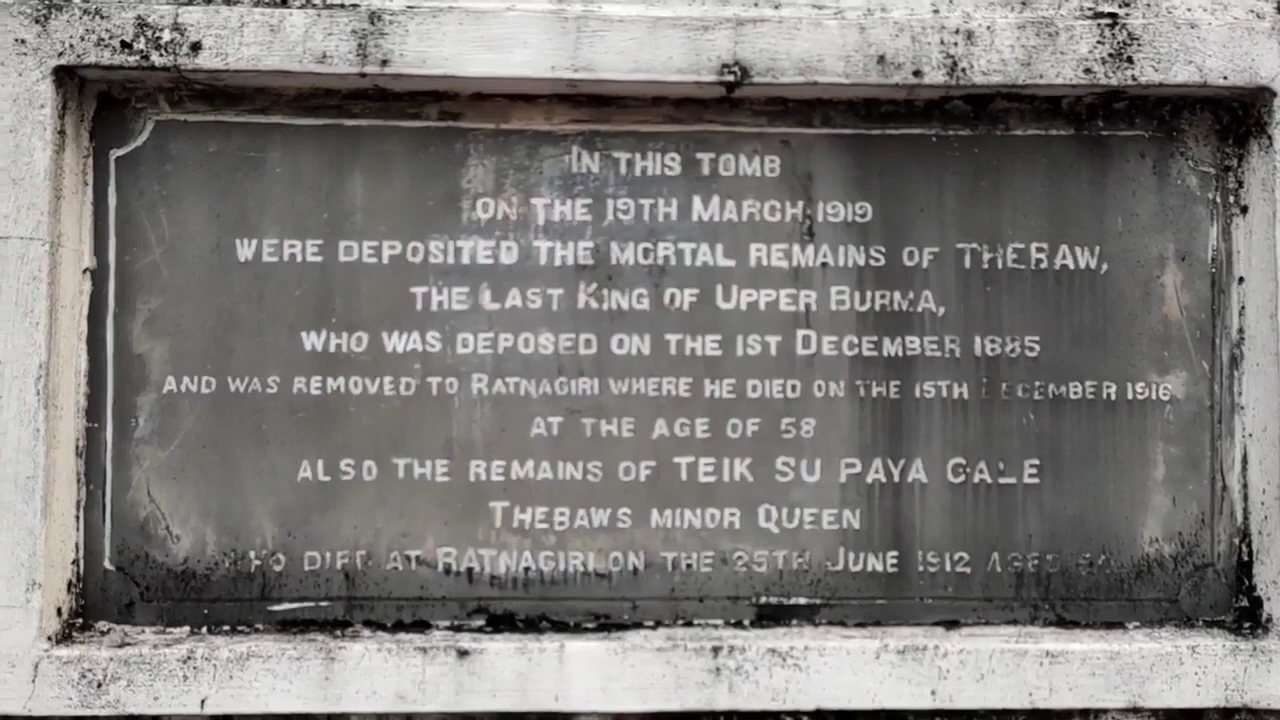 IN THIS TOMB
ON THE 19TH MARCH 1919
WERE DEPOSITED THE MORTAL REMAINS OF THEBAW,
THE LAST KING OF UPPER BURMA,
WHO WAS DEPOSED ON THE 1ST DECEMBER 1885
AND WAS REMOVED TO RATNAGIRI WHERE HE DIED ON THE 15TH DECEMBER 1916
AT THE AGE OF 58
ALSO THE REMAINS OF TEIK SU PAYA GALE
THEBAWS MINOR QUEEN
WHO DIED AT RATNAGIRI ON THE 25TH JUNE 1912 AGED